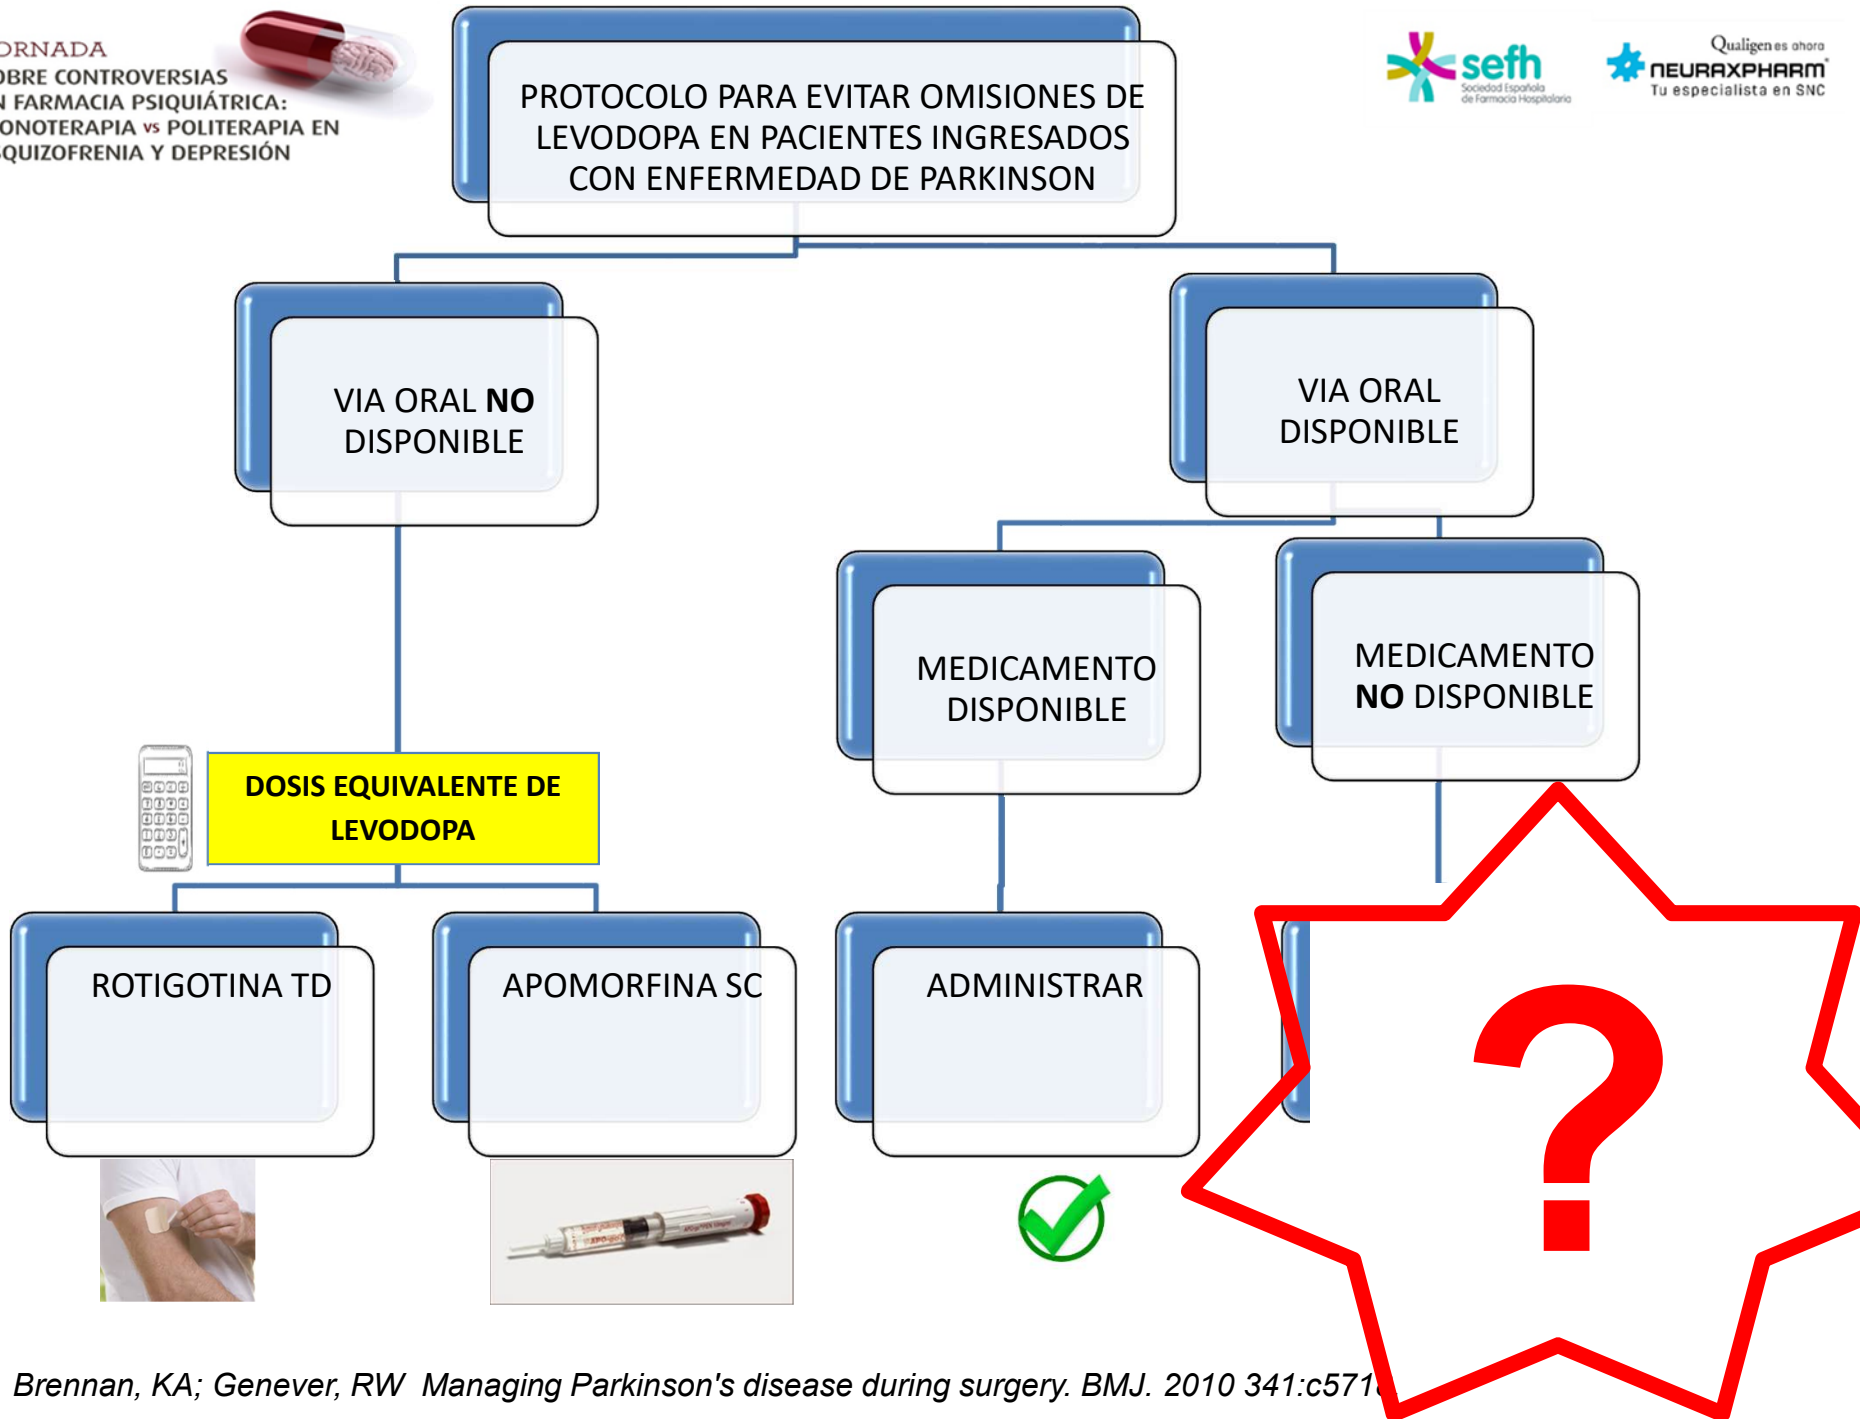 ORNADA
OBRE CONTROVERSIAS
N FARMACIA PSIQUIÁTRICA:
ONOTERAPIA vs POLITERAPIA EN
SQUIZOFRENIA Y DEPRESIÓN
PROTOCOLO PARA EVITAR OMISIONES DE
LEVODOPA EN PACIENTES INGRESADOS
CON ENFERMEDAD DE PARKINSON
sefh
Sociedad Española
de Farmacia Hospitalaria
Qualigen es ahora
NEURAXPHARM
Tu especialista en SNC
VIA ORAL NO
DISPONIBLE
VIA ORAL
DISPONIBLE
MEDICAMENTO
DISPONIBLE
MEDICAMENTO
NO DISPONIBLE
DOSIS EQUIVALENTE DE
LEVODOPA
ROTIGOTINA TD
APOMORFINA SC
ADMINISTRAR
?
Brennan, KA; Genever, RW Managing Parkinson's disease during surgery. BMJ. 2010 341:c571